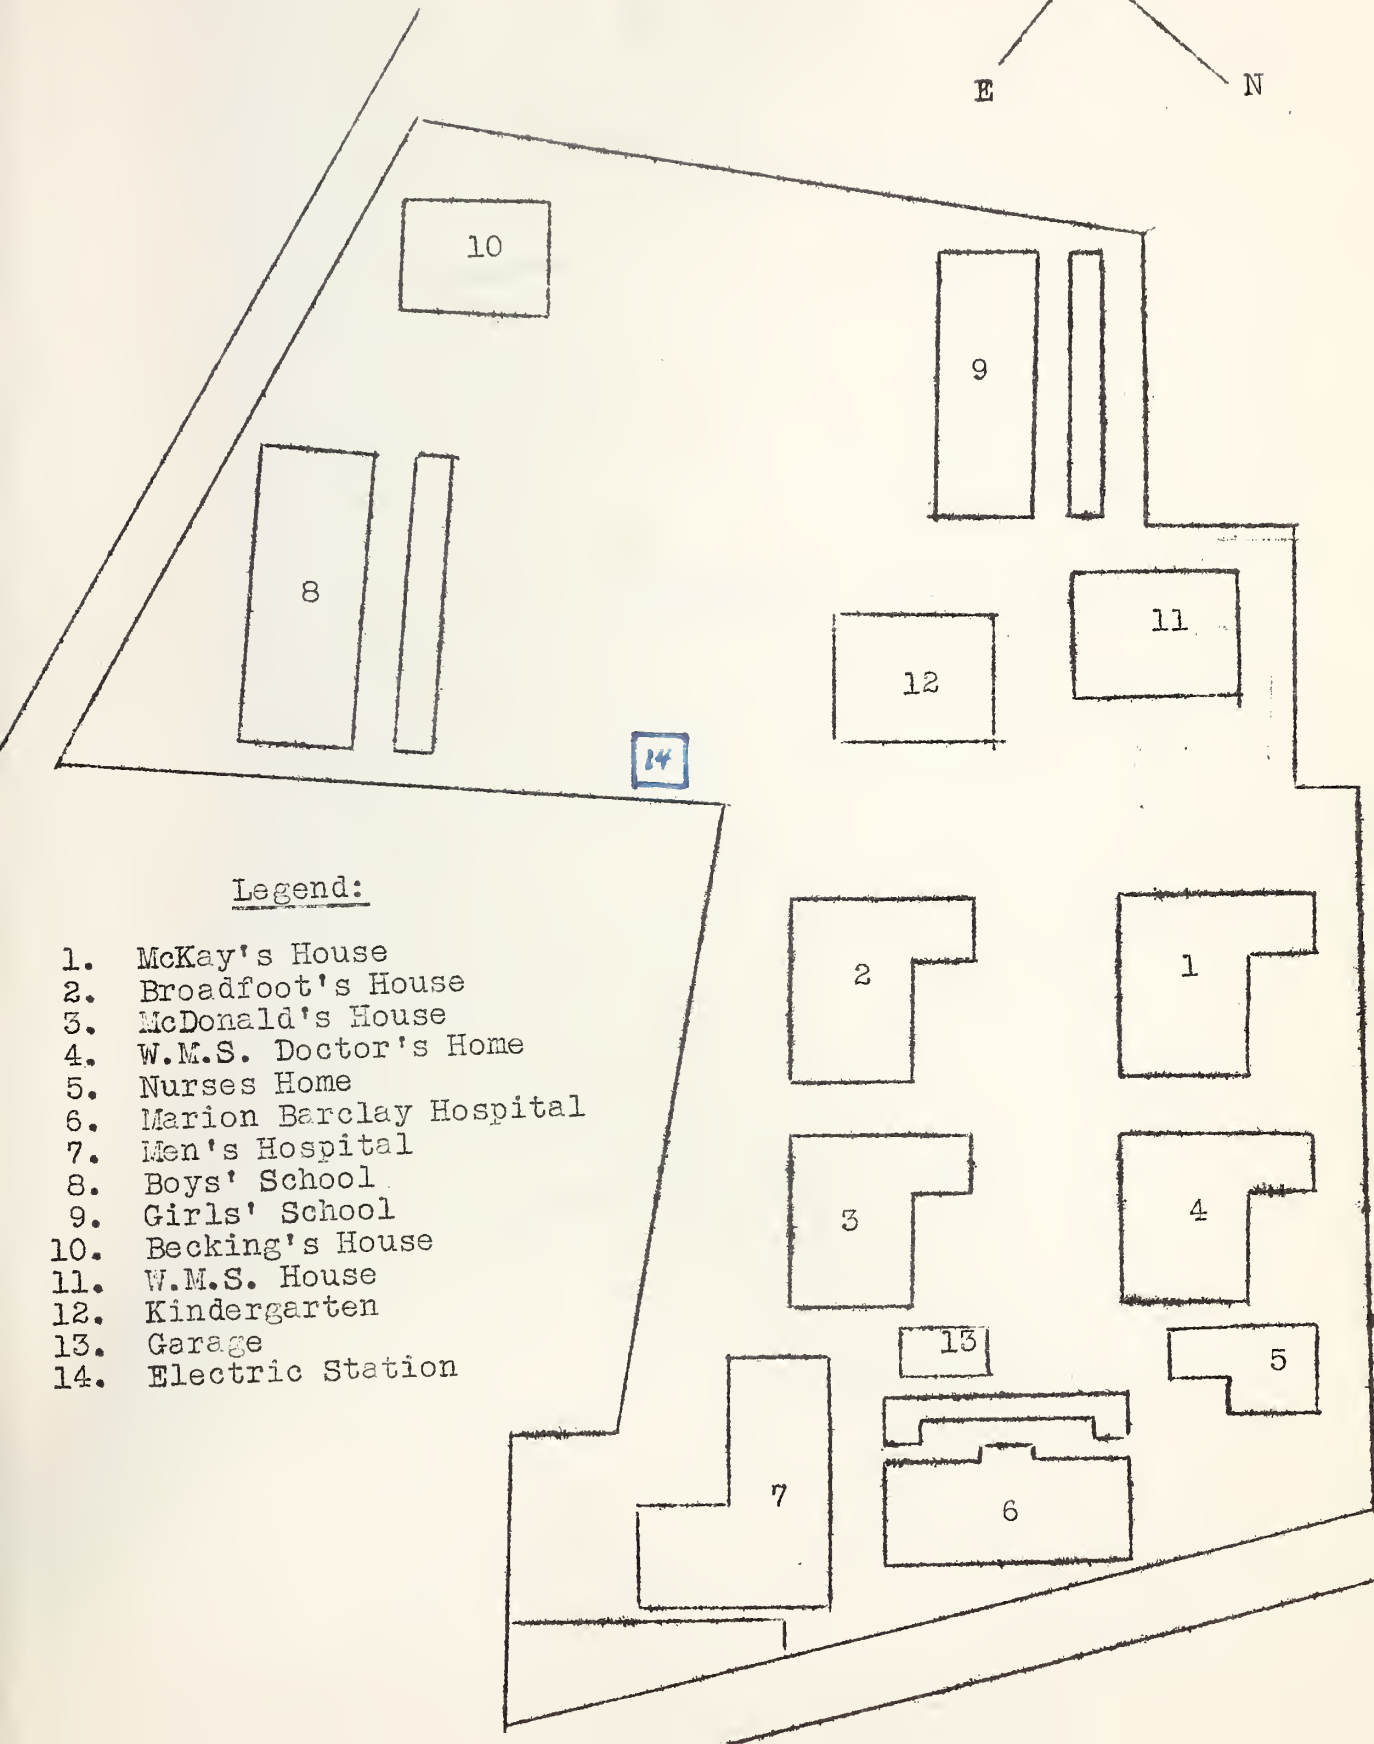 E
N
10
9
8
11
12
14
Legend:
1. McKay's House
2. Broadfoot's House
3. McDonald's House
4. W.M.S. Doctor's Home
5. Nurses Home
6. Marion Barclay Hospital
7. Men's Hospital
8. Boys' School
9. Girls' School
10. Becking's House
11. W.M.S. House
12. Kindergarten
13. Garage
14. Electric Station
2
1
3
4
13
5
7
6